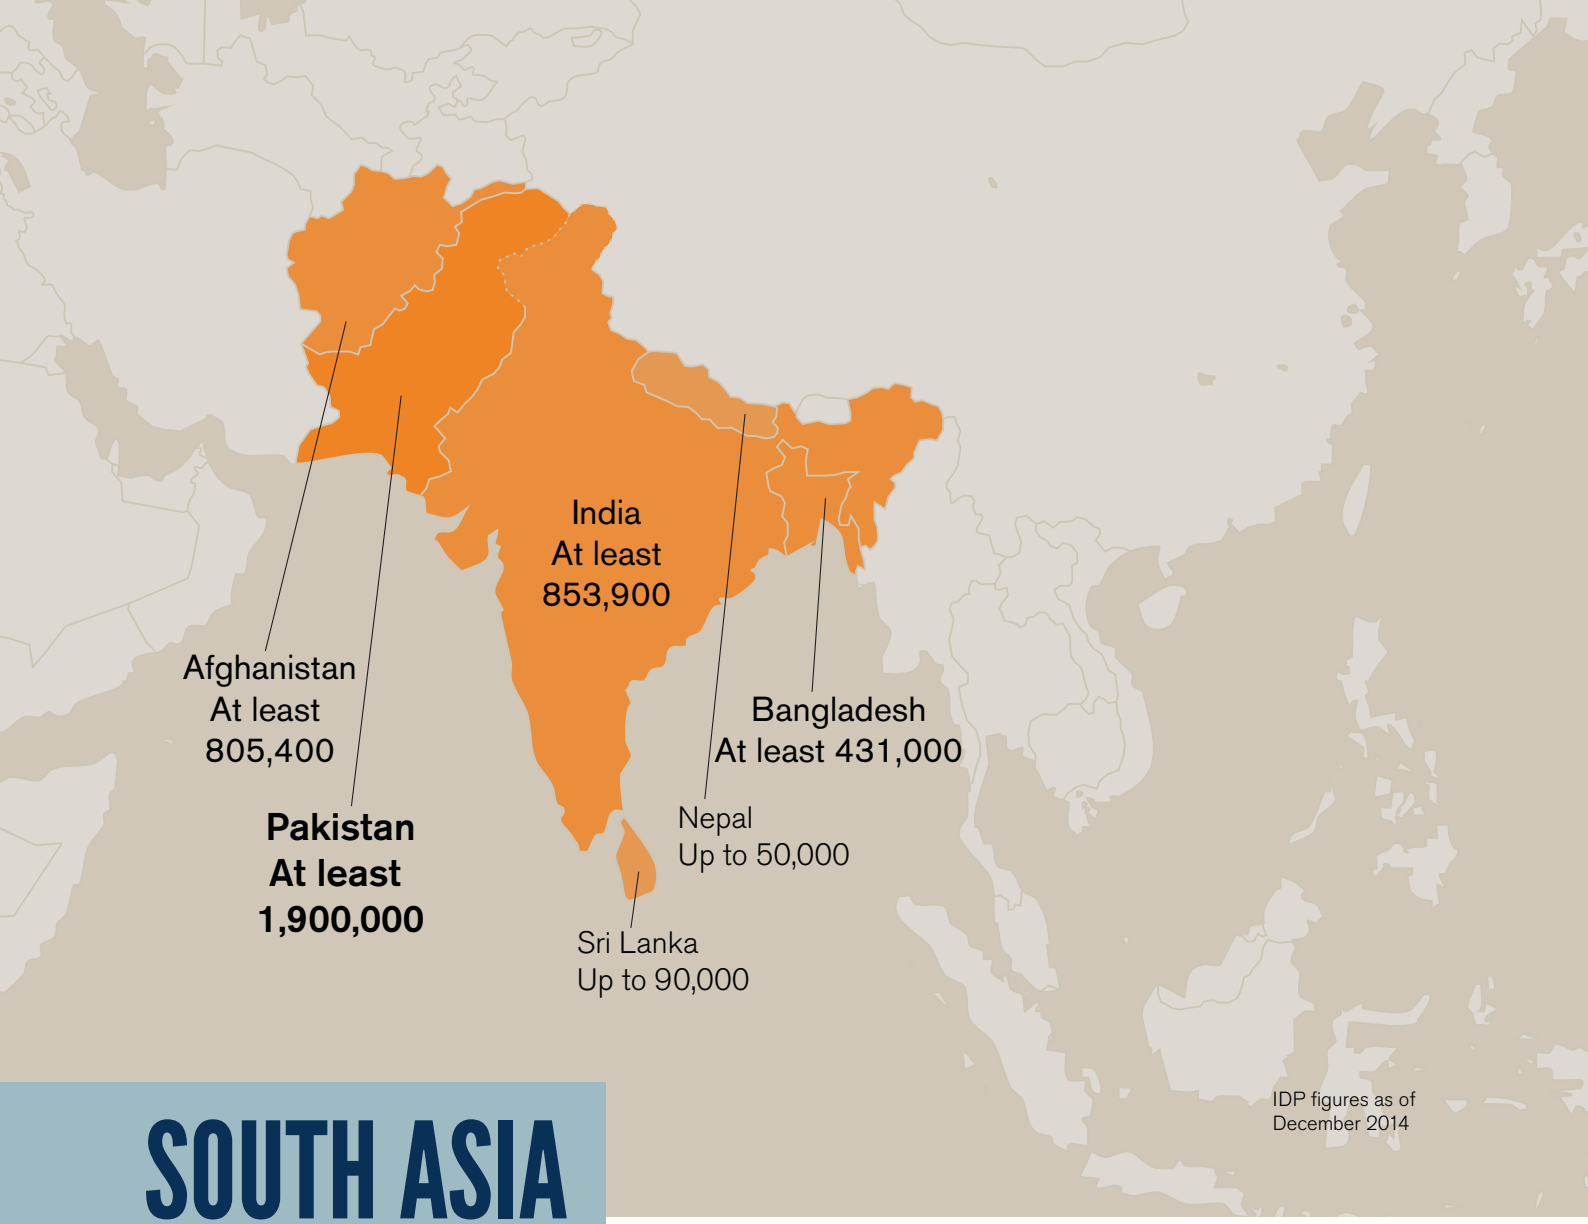 India
At least
853,900
Afghanistan
At least
805,400
Bangladesh
At least 431,000
Pakistan
At least
1,900,000
Nepal
Up to 50,000
Sri Lanka
Up to 90,000
IDP figures as of
December 2014
SOUTH ASIA